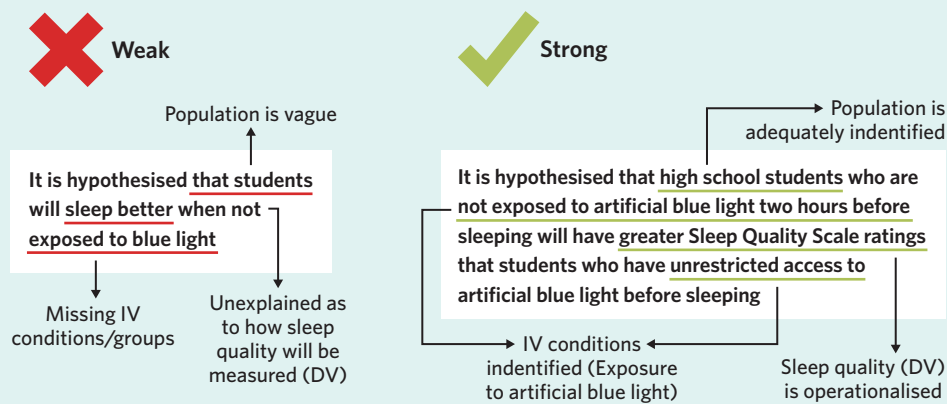 Weak
Population is vague
It is hypothesised that students
will sleep better when not
exposed to blue light
Missing IV
conditions/groups
Unexplained as
to how sleep
quality will be
measured (DV)
Strong
Population is
adequately indentified
It is hypothesised that high school students who are
not exposed to artificial blue light two hours before
sleeping will have greater Sleep Quality Scale ratings
that students who have unrestricted access to
artificial blue light before sleeping
IV conditions
indentified (Exposure
to artificial blue light)
Sleep quality (DV)
is operationalised